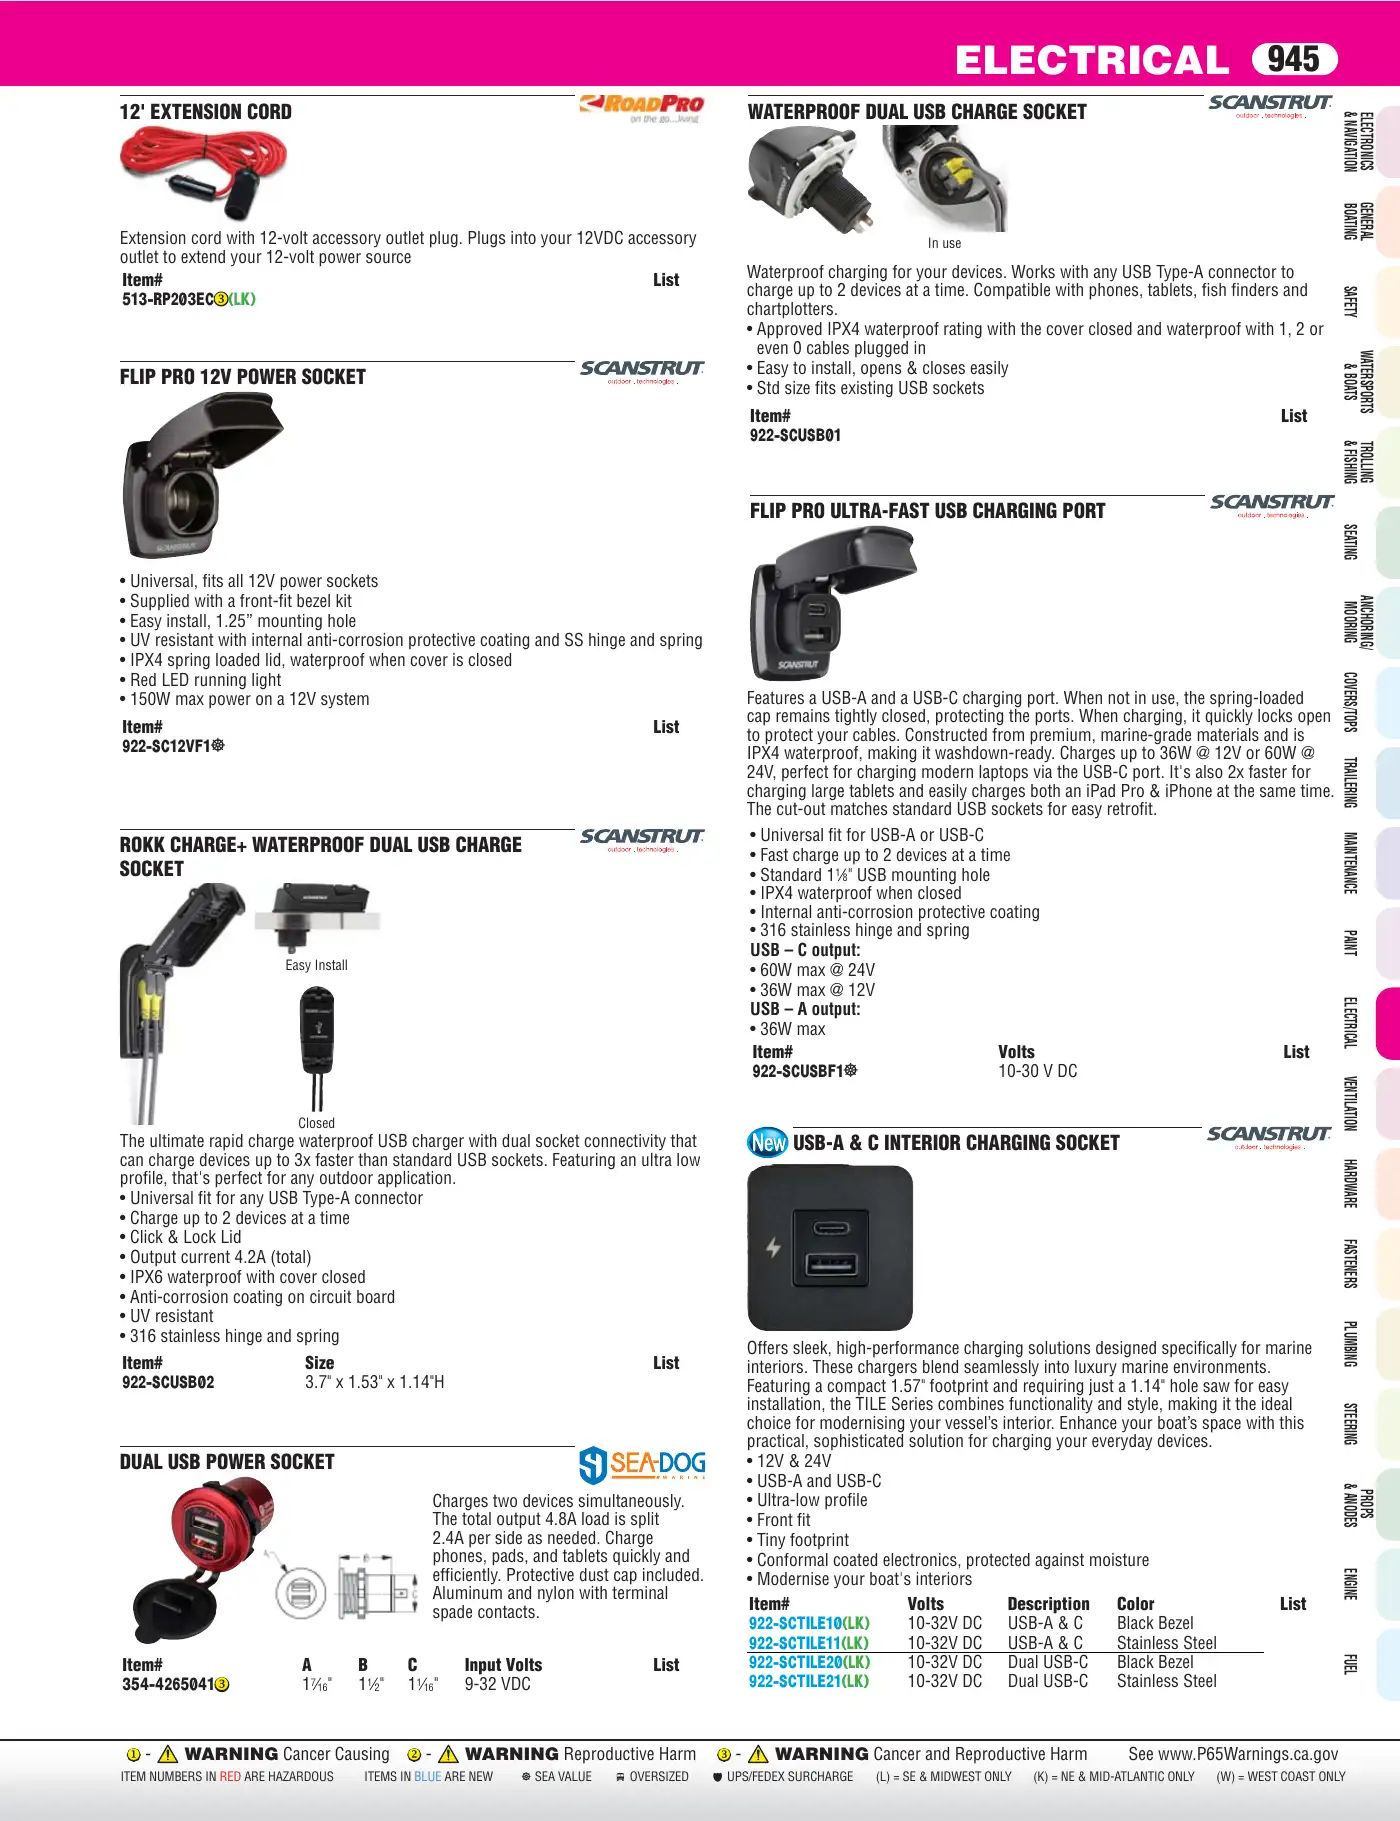 ELECTRICAL 945
12' EXTENSION CORD
ROADPRO
on the go...living
Extension cord with 12-volt accessory outlet plug. Plugs into your 12VDC accessory
outlet to extend your 12-volt power source
Item# List
513-RP203EC3(LK)
FLIP PRO 12V POWER SOCKET
SCANSTRUT
outdoor . technologies .
SCANSTRUT
• Universal, fits all 12V power sockets
• Supplied with a front-fit bezel kit
• Easy install, 1.25” mounting hole
• UV resistant with internal anti-corrosion protective coating and SS hinge and spring
• IPX4 spring loaded lid, waterproof when cover is closed
• Red LED running light
• 150W max power on a 12V system
Item# List
922-SC12VF1☸
ROKK CHARGE+ WATERPROOF DUAL USB CHARGE
SOCKET
SCANSTRUT
outdoor . technologies .
Easy Install
Closed
The ultimate rapid charge waterproof USB charger with dual socket connectivity that
can charge devices up to 3x faster than standard USB sockets. Featuring an ultra low
profile, that's perfect for any outdoor application.
• Universal fit for any USB Type-A connector
• Charge up to 2 devices at a time
• Click & Lock Lid
• Output current 4.2A (total)
• IPX6 waterproof with cover closed
• Anti-corrosion coating on circuit board
• UV resistant
• 316 stainless hinge and spring
Item# Size List
922-SCUSB02 3.7" x 1.53" x 1.14"H
DUAL USB POWER SOCKET
SEA-DOG
MARINE
Charges two devices simultaneously.
The total output 4.8A load is split
2.4A per side as needed. Charge
phones, pads, and tablets quickly and
efficiently. Protective dust cap included.
Aluminum and nylon with terminal
spade contacts.
A B C
Item# A B C Input Volts List
354-42650413 1 7⁄16" 1 1⁄2" 1 1⁄16" 9-32 VDC
WATERPROOF DUAL USB CHARGE SOCKET
SCANSTRUT
outdoor . technologies .
In use
Waterproof charging for your devices. Works with any USB Type-A connector to
charge up to 2 devices at a time. Compatible with phones, tablets, fish finders and
chartplotters.
• Approved IPX4 waterproof rating with the cover closed and waterproof with 1, 2 or
even 0 cables plugged in
• Easy to install, opens & closes easily
• Std size fits existing USB sockets
Item# List
922-SCUSB01
FLIP PRO ULTRA-FAST USB CHARGING PORT
SCANSTRUT
outdoor . technologies .
SCANSTRUT
Features a USB-A and a USB-C charging port. When not in use, the spring-loaded
cap remains tightly closed, protecting the ports. When charging, it quickly locks open
to protect your cables. Constructed from premium, marine-grade materials and is
IPX4 waterproof, making it washdown-ready. Charges up to 36W @ 12V or 60W @
24V, perfect for charging modern laptops via the USB-C port. It's also 2x faster for
charging large tablets and easily charges both an iPad Pro & iPhone at the same time.
The cut-out matches standard USB sockets for easy retrofit.
• Universal fit for USB-A or USB-C
• Fast charge up to 2 devices at a time
• Standard 1⅛" USB mounting hole
• IPX4 waterproof when closed
• Internal anti-corrosion protective coating
• 316 stainless hinge and spring
USB – C output:
• 60W max @ 24V
• 36W max @ 12V
USB – A output:
• 36W max
Item# Volts List
922-SCUSBF1☸ 10-30 V DC
New USB-A & C INTERIOR CHARGING SOCKET
SCANSTRUT
outdoor . technologies .
Offers sleek, high-performance charging solutions designed specifically for marine
interiors. These chargers blend seamlessly into luxury marine environments.
Featuring a compact 1.57" footprint and requiring just a 1.14" hole saw for easy
installation, the TILE Series combines functionality and style, making it the ideal
choice for modernising your vessel’s interior. Enhance your boat’s space with this
practical, sophisticated solution for charging your everyday devices.
• 12V & 24V
• USB-A and USB-C
• Ultra-low profile
• Front fit
• Tiny footprint
• Conformal coated electronics, protected against moisture
• Modernise your boat's interiors
Item# Volts Description Color List
922-SCTILE10(LK) 10-32V DC USB-A & C Black Bezel
922-SCTILE11(LK) 10-32V DC USB-A & C Stainless Steel
922-SCTILE20(LK) 10-32V DC Dual USB-C Black Bezel
922-SCTILE21(LK) 10-32V DC Dual USB-C Stainless Steel
ELECTRONICS
& NAVIGATION
GENERAL
BOATING
SAFETY
WATERSPORTS
& BOATS
TROLLING
& FISHING
SEATING
ANCHORING/
MOORING
COVERS/TOPS
TRAILERING
MAINTENANCE
PAINT
ELECTRICAL
VENTILATION
HARDWARE
FASTENERS
PLUMBING
STEERING
PROPS
& ANODES
ENGINE
FUEL
1 - ⚠ WARNING Cancer Causing 2 - ⚠ WARNING Reproductive Harm 3 - ⚠ WARNING Cancer and Reproductive Harm See www.P65Warnings.ca.gov
ITEM NUMBERS IN RED ARE HAZARDOUS ITEMS IN BLUE ARE NEW ☸ SEA VALUE OVERSIZED UPS/FEDEX SURCHARGE (L) = SE & MIDWEST ONLY (K) = NE & MID-ATLANTIC ONLY (W) = WEST COAST ONLY